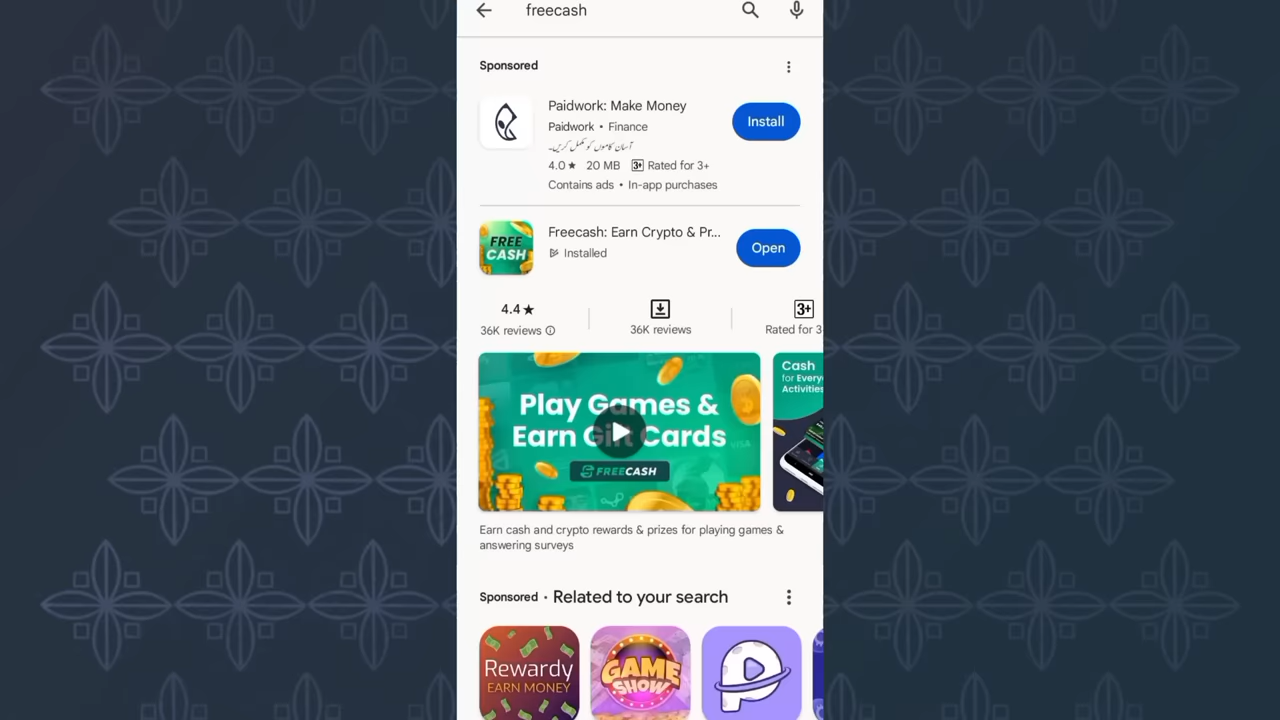 freecash
Sponsored
Paidwork: Make Money
Paidwork • Finance
آسان کاموں کو مکمل کریں۔
4.0★ 20 MB 3+ Rated for 3+
Contains ads • In-app purchases
Install
FREE
CASH
Freecash: Earn Crypto & Pr...
Installed
Open
4.4★
36K reviews
36K reviews
3+
Rated for 3
Play Games &
Earn Gift Cards
FREECASH
Cash
for Every
Activities
Earn cash and crypto rewards & prizes for playing games &
answering surveys
Sponsored · Related to your search
Rewardy
EARN MONEY
GAME
SHOW
P